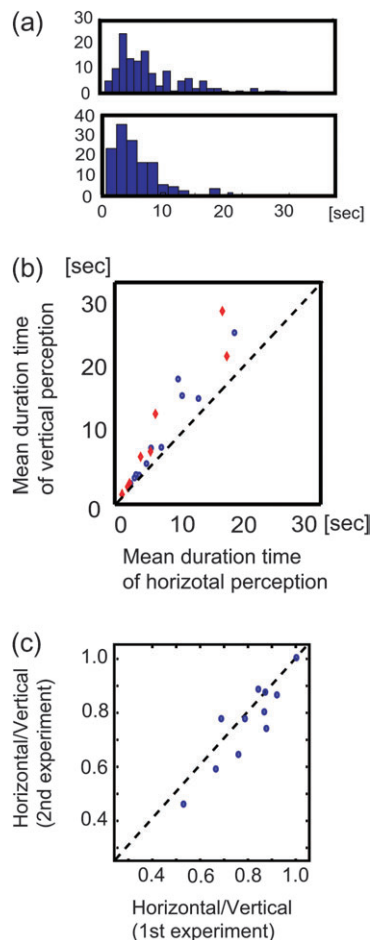 (a)
30
20
10
0
40
30
20
10
0
0 10 20 30 [sec]
(b)
[sec]
30
20
10
0
0 10 20 30 [sec]
Mean duration time
of vertical perception
Mean duration time
of horizotal perception
(c)
1.0
0.8
0.6
0.4
0.4 0.6 0.8 1.0
Horizontal/Vertical
(2nd experiment)
Horizontal/Vertical
(1st experiment)